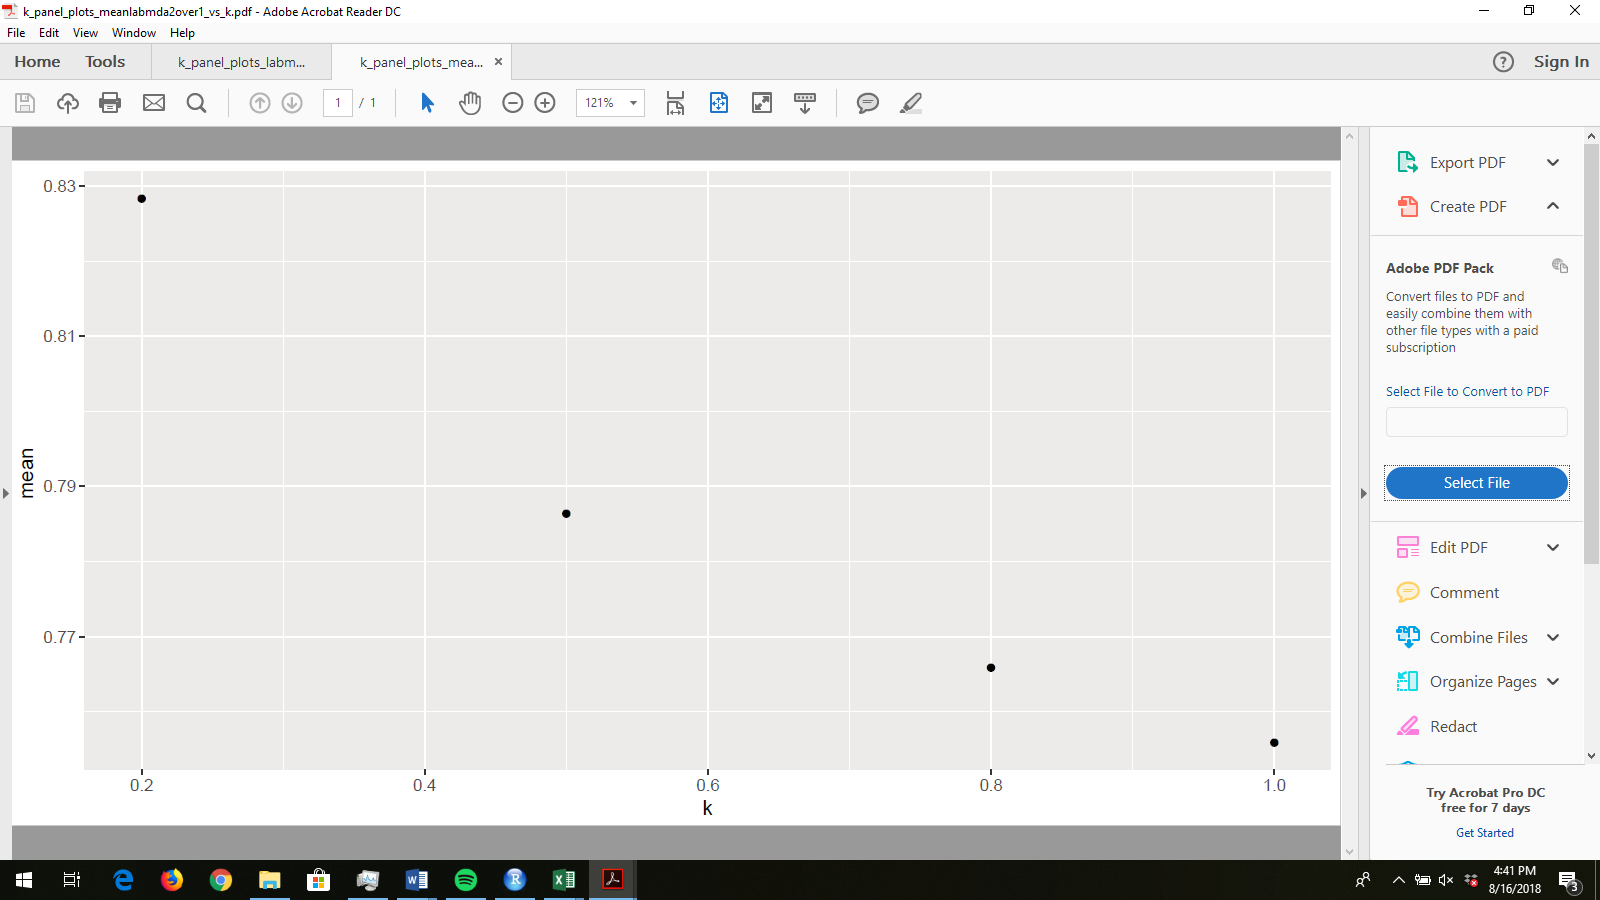 k_panel_plots_meanlabmda2over1_vs_k.pdf - Adobe Acrobat Reader DC
File Edit View Window Help
Home Tools k_panel_plots_labm... k_panel_plots_mea... × ? Sign In
1 / 1 121%
0.83
0.81
0.79
0.77
mean
0.2 0.4 0.6 0.8 1.0
k
Export PDF
Create PDF
Adobe PDF Pack
Convert files to PDF and
easily combine them with
other file types with a paid
subscription
Select File to Convert to PDF
Select File
Edit PDF
Comment
Combine Files
Organize Pages
Redact
Try Acrobat Pro DC
free for 7 days
Get Started
4:41 PM
8/16/2018
3